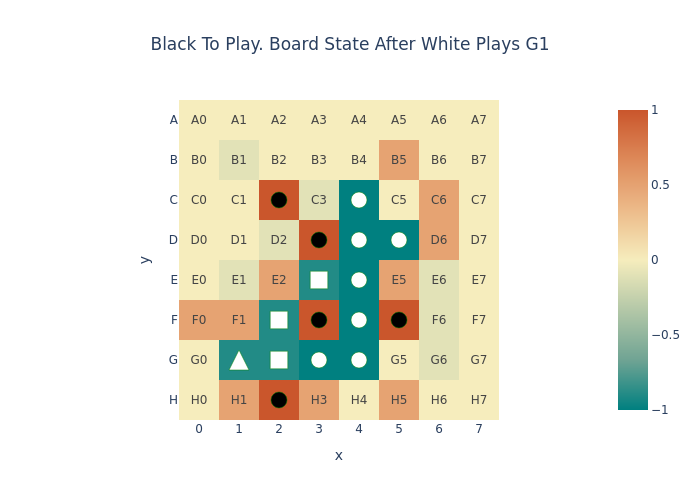 Black To Play. Board State After White Plays G1
A A0 A1 A2 A3 A4 A5 A6 A7 1
B B0 B1 B2 B3 B4 B5 B6 B7 0.5
C C0 C1 C3 C5 C6 C7
D D0 D1 D2 D6 D7
y 0
E E0 E1 E2 E5 E6 E7
F F0 F1 F6 F7 −0.5
G G0 G5 G6 G7
H H0 H1 H3 H4 H5 H6 H7 −1
0 1 2 3 4 5 6 7
x